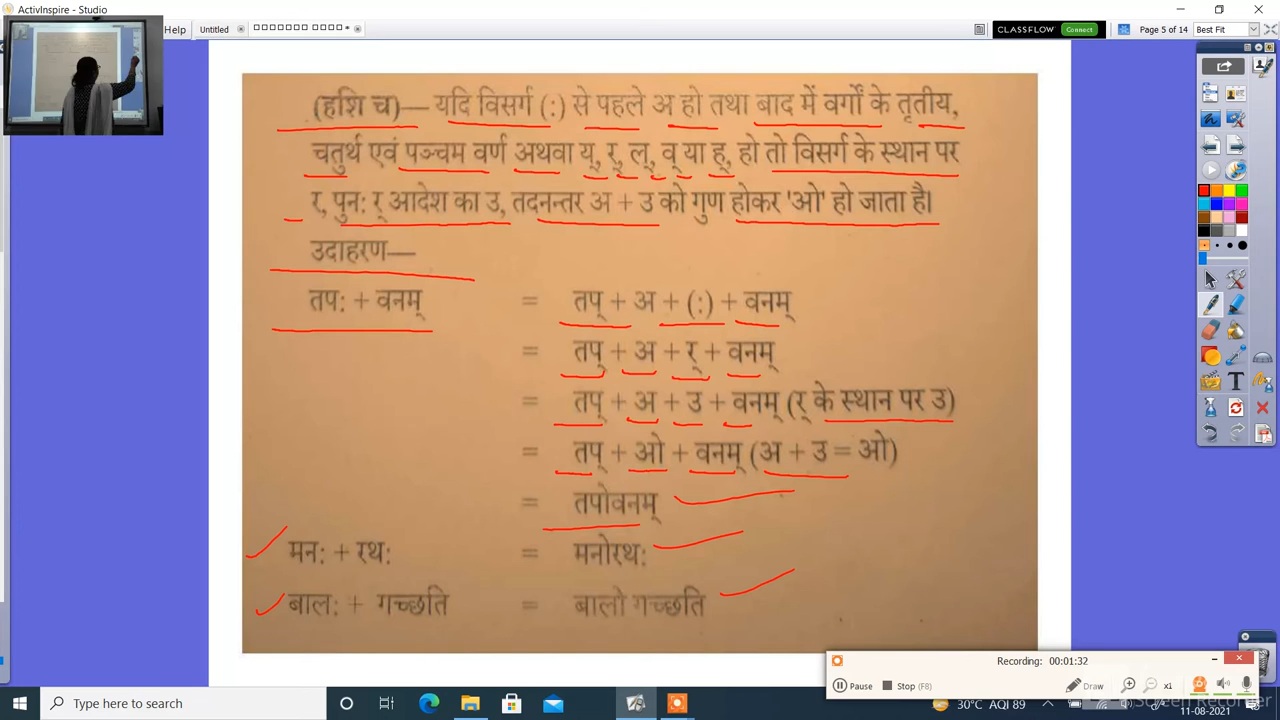 ActivInspire - Studio
Help Untitled CLASSFLOW Connect Page 5 of 14 Best Fit
(हशि च)— यदि विसर्ग (:) से पहले अ हो तथा बाद में वर्गों के तृतीय,
चतुर्थ एवं पञ्चम वर्ण अथवा य्, र्, ल्, व् या ह्, हो तो विसर्ग के स्थान पर
र, पुन: र् आदेश का उ, तदनन्तर अ + उ को गुण होकर 'ओ' हो जाता है।
उदाहरण—
तप: + वनम् = तप् + अ + (:) + वनम्
= तप् + अ + र् + वनम्
= तप् + अ + उ + वनम् (र् के स्थान पर उ)
= तप् + ओ + वनम् (अ + उ = ओ)
= तपोवनम्
मन: + रथ: = मनोरथ:
बाल: + गच्छति = बालो गच्छति
Recording: 00:01:32
Pause Stop (F8) Draw x1
Screen Recorder
Type here to search 30°C AQI 89 11-08-2021